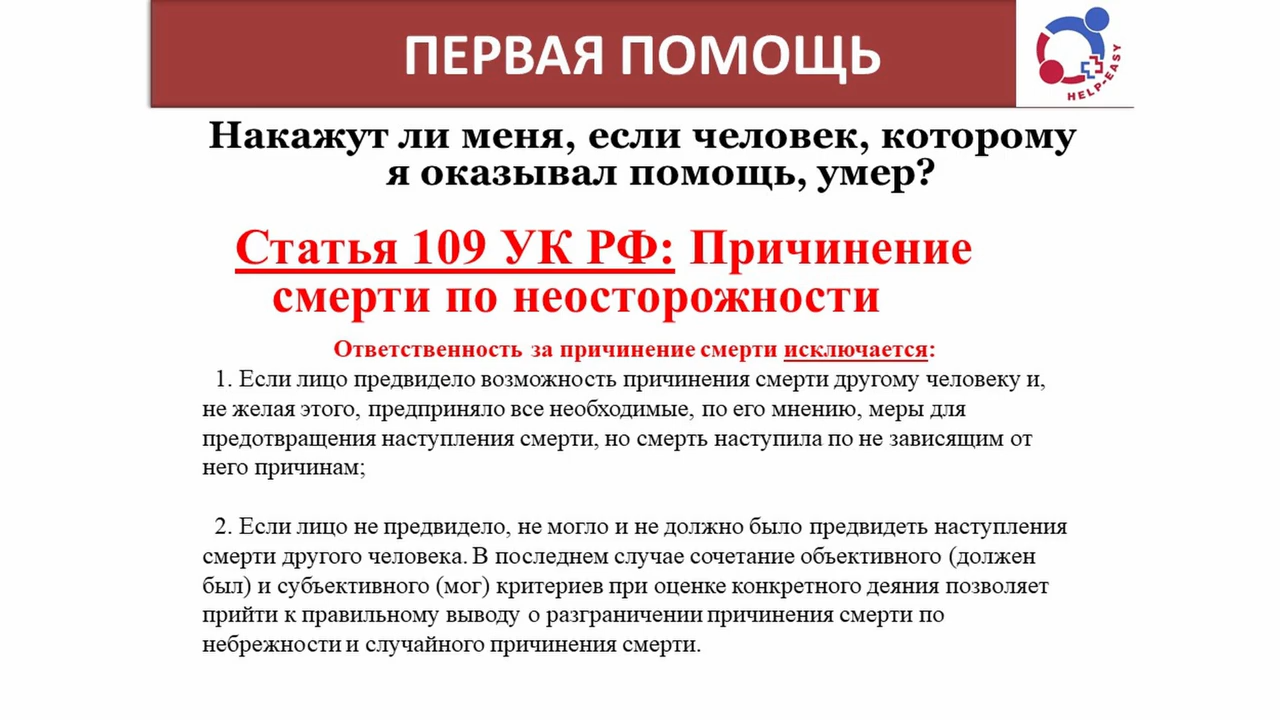 ПЕРВАЯ ПОМОЩЬ
HELP-EASY
Накажут ли меня, если человек, которому
я оказывал помощь, умер?
Статья 109 УК РФ: Причинение
смерти по неосторожности
Ответственность за причинение смерти исключается:
1. Если лицо предвидело возможность причинения смерти другому человеку и,
не желая этого, предприняло все необходимые, по его мнению, меры для
предотвращения наступления смерти, но смерть наступила по не зависящим от
него причинам;
2. Если лицо не предвидело, не могло и не должно было предвидеть наступления
смерти другого человека. В последнем случае сочетание объективного (должен
был) и субъективного (мог) критериев при оценке конкретного деяния позволяет
прийти к правильному выводу о разграничении причинения смерти по
небрежности и случайного причинения смерти.